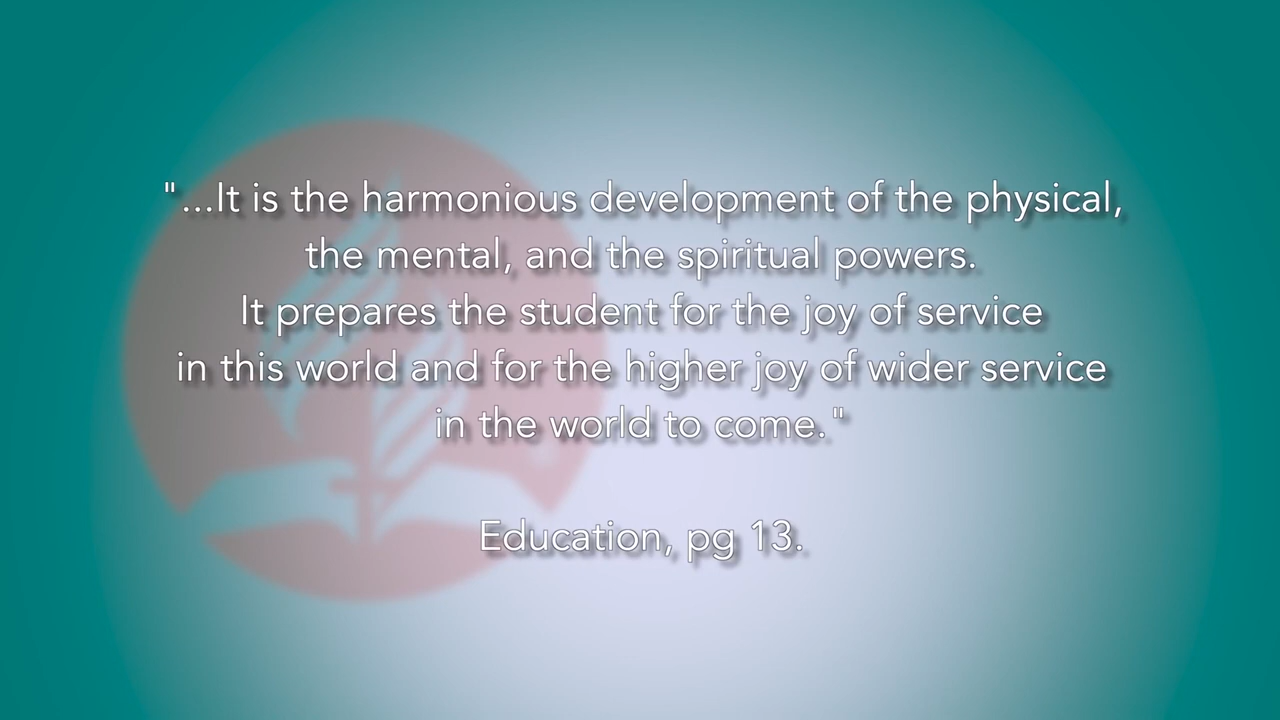 "...It is the harmonious development of the physical,
the mental, and the spiritual powers.
It prepares the student for the joy of service
in this world and for the higher joy of wider service
in the world to come."
Education, pg 13.